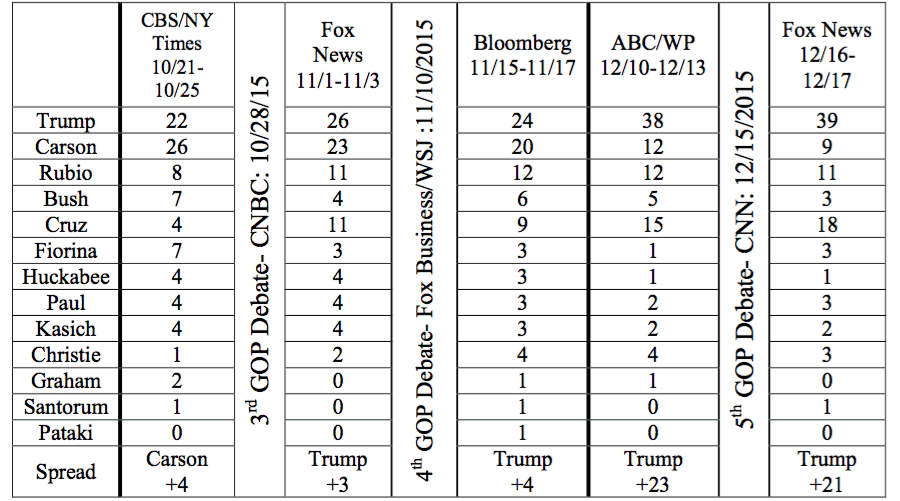 CBS/NY
Times
10/21-
10/25
3rd GOP Debate- CNBC: 10/28/15
Fox
News
11/1-11/3
4th GOP Debate- Fox Business/WSJ :11/10/2015
Bloomberg
11/15-11/17
ABC/WP
12/10-12/13
5th GOP Debate- CNN: 12/15/2015
Fox News
12/16-
12/17
Trump 22 26 24 38 39
Carson 26 23 20 12 9
Rubio 8 11 12 12 11
Bush 7 4 6 5 3
Cruz 4 11 9 15 18
Fiorina 7 3 3 1 3
Huckabee 4 4 3 1 1
Paul 4 4 3 2 3
Kasich 4 4 3 2 2
Christie 1 2 4 4 3
Graham 2 0 1 1 0
Santorum 1 0 1 0 1
Pataki 0 0 1 0 0
Spread Carson Trump Trump Trump Trump
+4 +3 +4 +23 +21